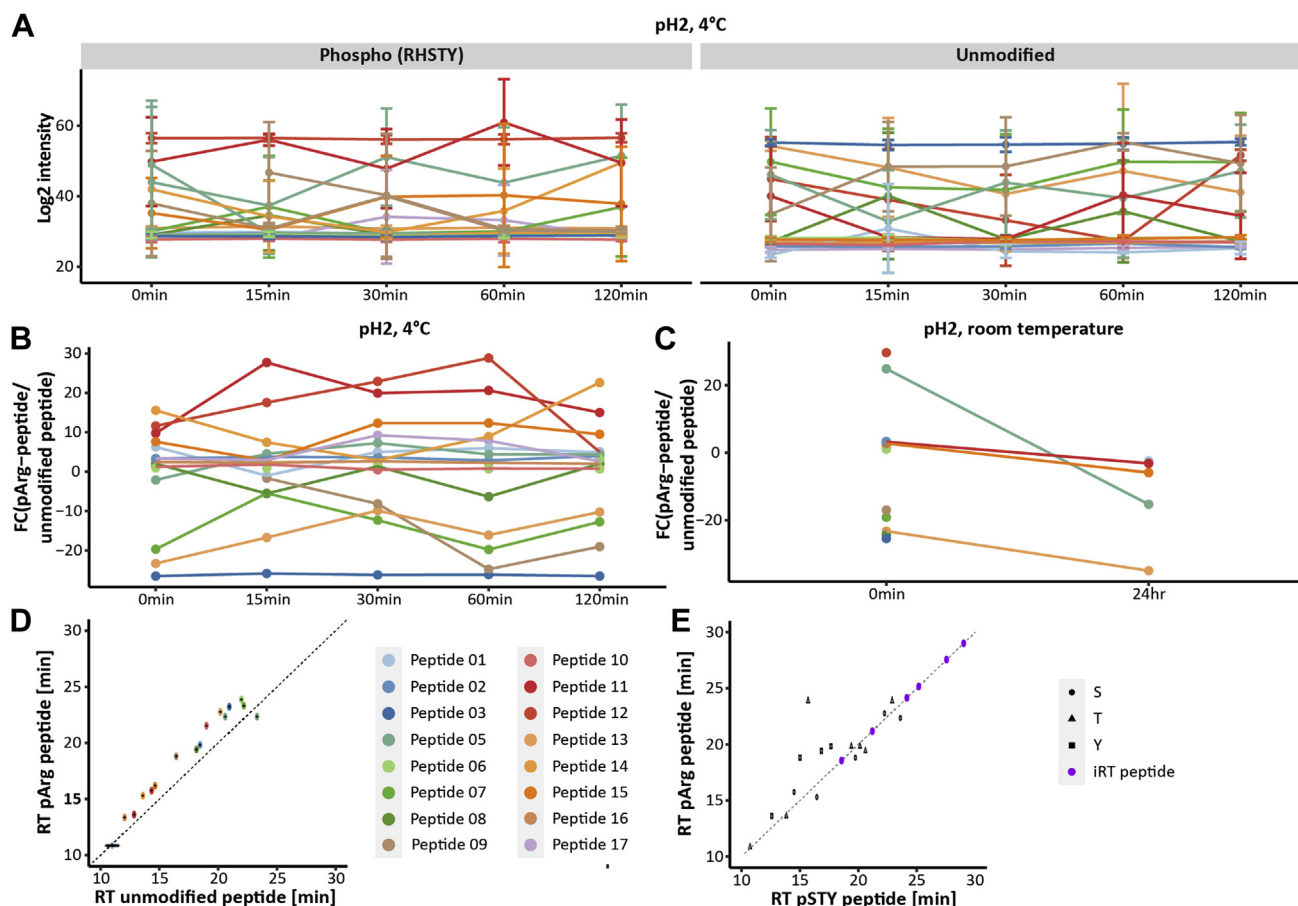 A
pH2, 4°C
Phospho (RHSTY)
Unmodified
Log2 intensity
60
40
20
0min
15min
30min
60min
120min
0min
15min
30min
60min
120min
B
pH2, 4°C
FC(pArg–peptide/
unmodified peptide)
30
20
10
0
−10
−20
0min
15min
30min
60min
120min
C
pH2, room temperature
FC(pArg–peptide/
unmodified peptide)
20
0
−20
0min
24hr
D
RT pArg peptide [min]
30
25
20
15
10
10
15
20
25
30
RT unmodified peptide [min]
Peptide 01
Peptide 02
Peptide 03
Peptide 05
Peptide 06
Peptide 07
Peptide 08
Peptide 09
Peptide 10
Peptide 11
Peptide 12
Peptide 13
Peptide 14
Peptide 15
Peptide 16
Peptide 17
E
RT pArg peptide [min]
30
25
20
15
10
10
15
20
25
30
RT pSTY peptide [min]
S
T
Y
iRT peptide